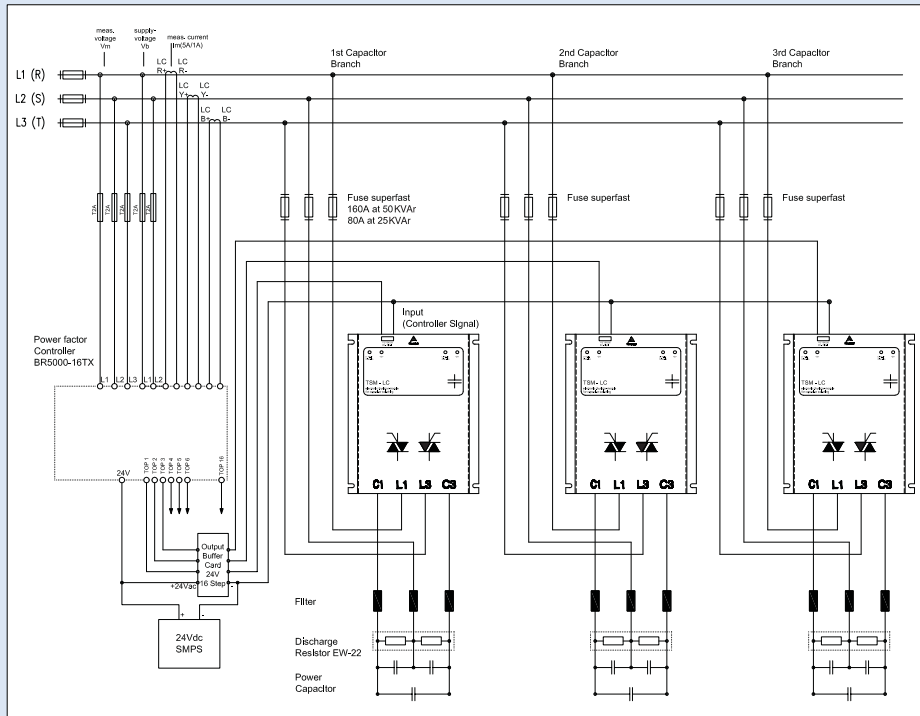 meas.
voltage
Vm
supply-
voltage
Vb
meas. current
Im(5A/1A)
LC
R+
LC
R-
LC
Y+
LC
Y-
LC
B+
LC
B-
L1 (R)
L2 (S)
L3 (T)
1st Capacitor
Branch
2nd Capacitor
Branch
3rd Capacitor
Branch
T2A
T2A
T2A
T2A
T2A
Fuse superfast
160A at 50KVAr
80A at 25KVAr
Fuse superfast
Fuse superfast
Input
(Controller Signal)
Power factor
Controller
BR5000-16TX
L1
L2
L3
L1
L2
24V
TOP 1
TOP 2
TOP 3
TOP 4
TOP 5
TOP 6
TOP 16
TSM - LC
C1 L1 L3 C3
TSM - LC
C1 L1 L3 C3
TSM - LC
C1 L1 L3 C3
Output
Buffer
Card
24V
16 Step
+24Vac
-
+ -
24Vdc
SMPS
Filter
Discharge
Resistor EW-22
Power
Capacitor